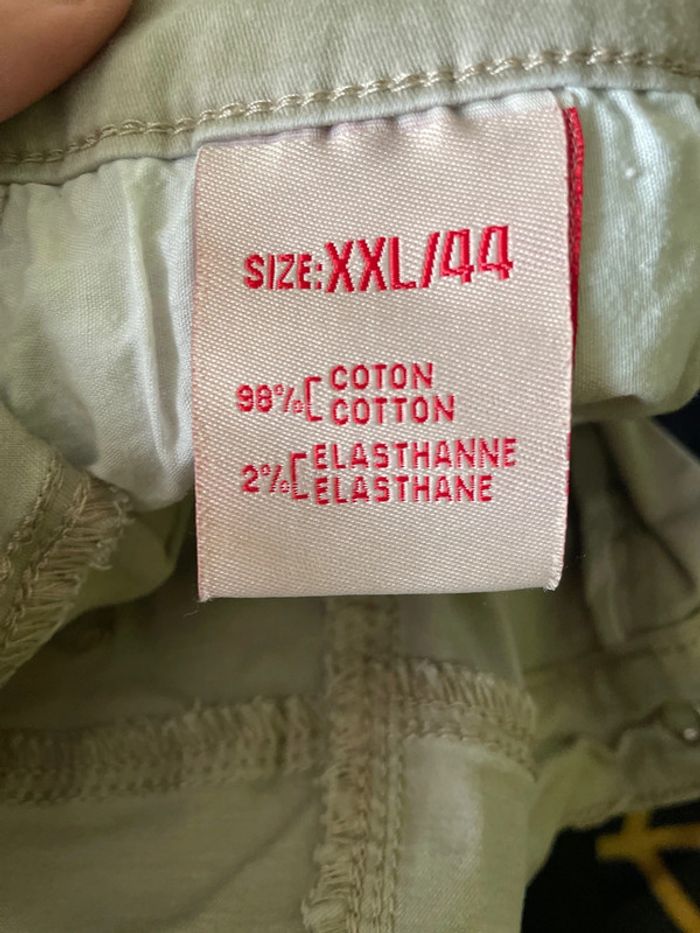 SIZE:XXL/44
98% COTON
COTTON
2% ELASTHANNE
ELASTHANE